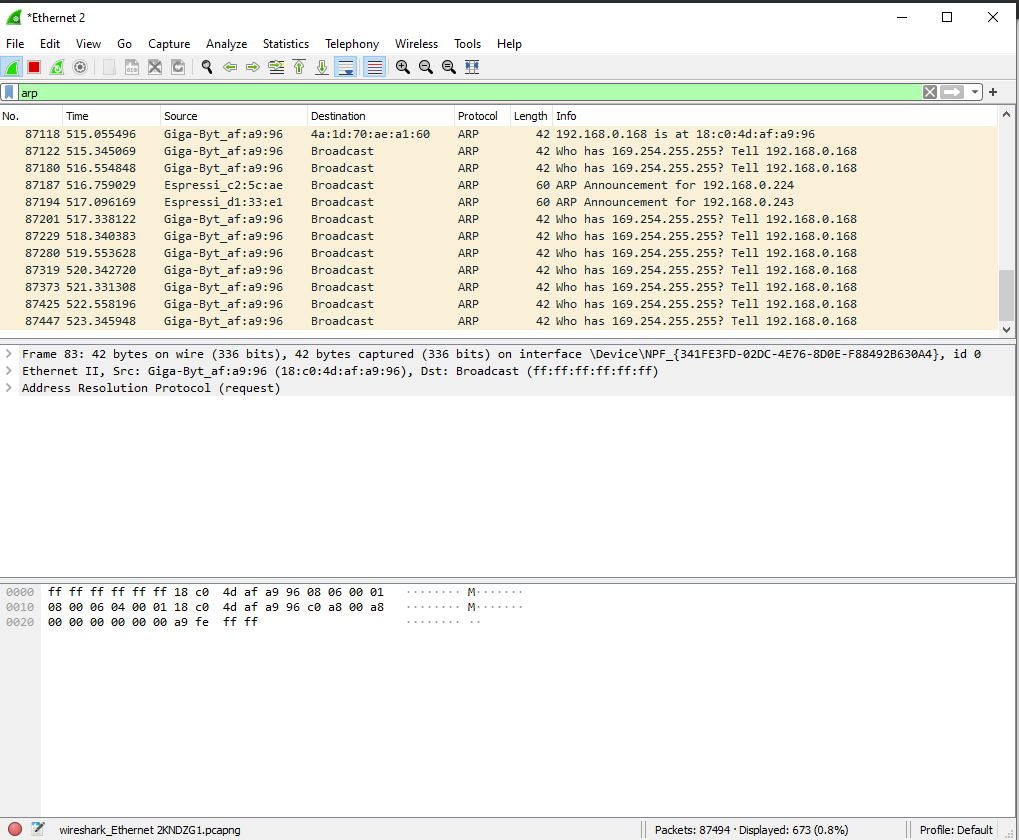 *Ethernet 2
File Edit View Go Capture Analyze Statistics Telephony Wireless Tools Help
arp
No. Time Source Destination Protocol Length Info
87118 515.055496 Giga-Byt_af:a9:96 4a:1d:70:ae:a1:60 ARP 42 192.168.0.168 is at 18:c0:4d:af:a9:96
87122 515.345069 Giga-Byt_af:a9:96 Broadcast ARP 42 Who has 169.254.255.255? Tell 192.168.0.168
87180 516.554848 Giga-Byt_af:a9:96 Broadcast ARP 42 Who has 169.254.255.255? Tell 192.168.0.168
87187 516.759029 Espressi_c2:5c:ae Broadcast ARP 60 ARP Announcement for 192.168.0.224
87194 517.096169 Espressi_d1:33:e1 Broadcast ARP 60 ARP Announcement for 192.168.0.243
87201 517.338122 Giga-Byt_af:a9:96 Broadcast ARP 42 Who has 169.254.255.255? Tell 192.168.0.168
87229 518.340383 Giga-Byt_af:a9:96 Broadcast ARP 42 Who has 169.254.255.255? Tell 192.168.0.168
87280 519.553628 Giga-Byt_af:a9:96 Broadcast ARP 42 Who has 169.254.255.255? Tell 192.168.0.168
87319 520.342720 Giga-Byt_af:a9:96 Broadcast ARP 42 Who has 169.254.255.255? Tell 192.168.0.168
87373 521.331308 Giga-Byt_af:a9:96 Broadcast ARP 42 Who has 169.254.255.255? Tell 192.168.0.168
87425 522.558196 Giga-Byt_af:a9:96 Broadcast ARP 42 Who has 169.254.255.255? Tell 192.168.0.168
87447 523.345948 Giga-Byt_af:a9:96 Broadcast ARP 42 Who has 169.254.255.255? Tell 192.168.0.168
Frame 83: 42 bytes on wire (336 bits), 42 bytes captured (336 bits) on interface \Device\NPF_{341FE3FD-02DC-4E76-8D0E-F88492B630A4}, id 0
Ethernet II, Src: Giga-Byt_af:a9:96 (18:c0:4d:af:a9:96), Dst: Broadcast (ff:ff:ff:ff:ff:ff)
Address Resolution Protocol (request)
0000 ff ff ff ff ff ff 18 c0 4d af a9 96 08 06 00 01 ········ M·······
0010 08 00 06 04 00 01 18 c0 4d af a9 96 c0 a8 00 a8 ········ M·······
0020 00 00 00 00 00 00 a9 fe ff ff ········ ··
wireshark_Ethernet 2KNDZG1.pcapng Packets: 87494 · Displayed: 673 (0.8%) Profile: Default